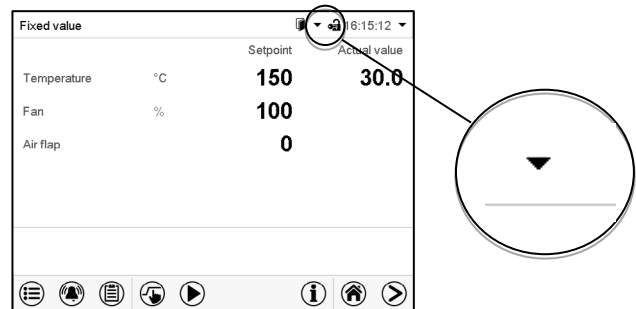 Fixed value 16:15:12
Setpoint Actual value
Temperature °C 150 30.0
Fan % 100
Air flap 0